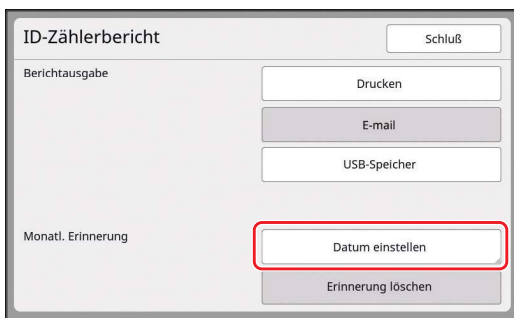 ID-Zählerbericht
Schluß
Berichtausgabe
Drucken
E-mail
USB-Speicher
Monatl. Erinnerung
Datum einstellen
Erinnerung löschen